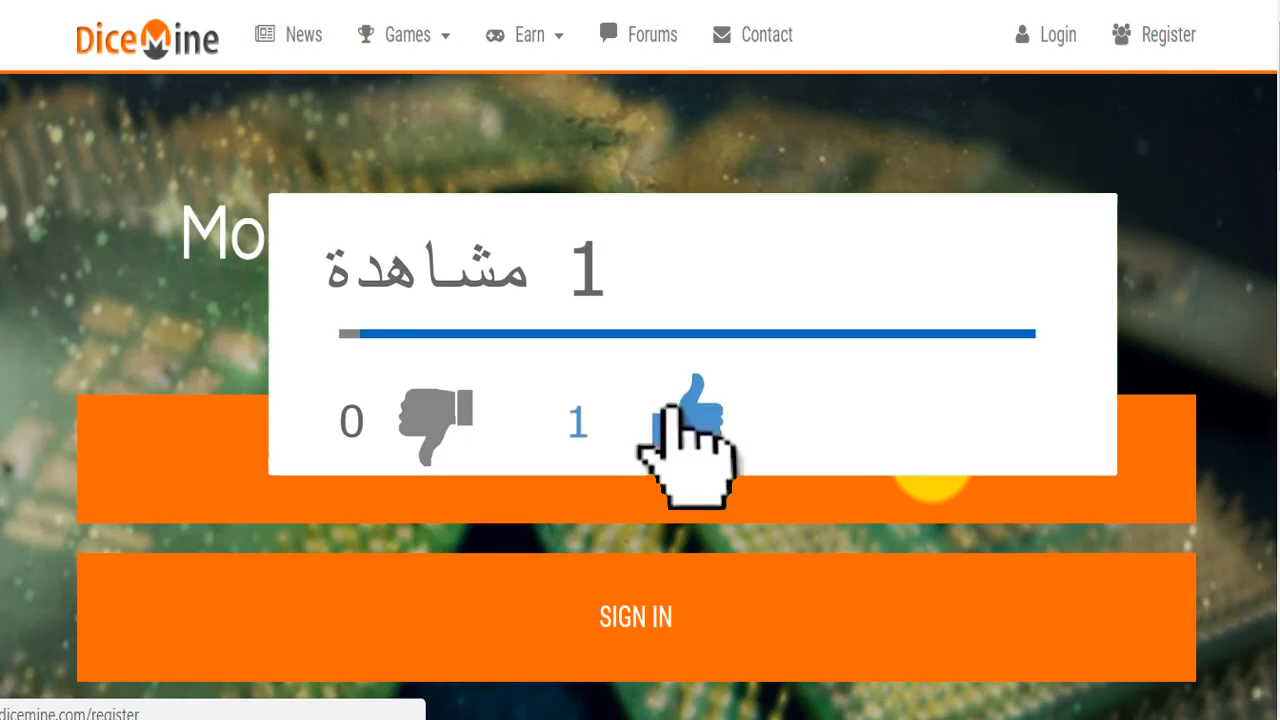 DiceMine News Games Earn Forums Contact Login Register
Mo
1 مشاهدة
0 1
SIGN IN
dicemine.com/register